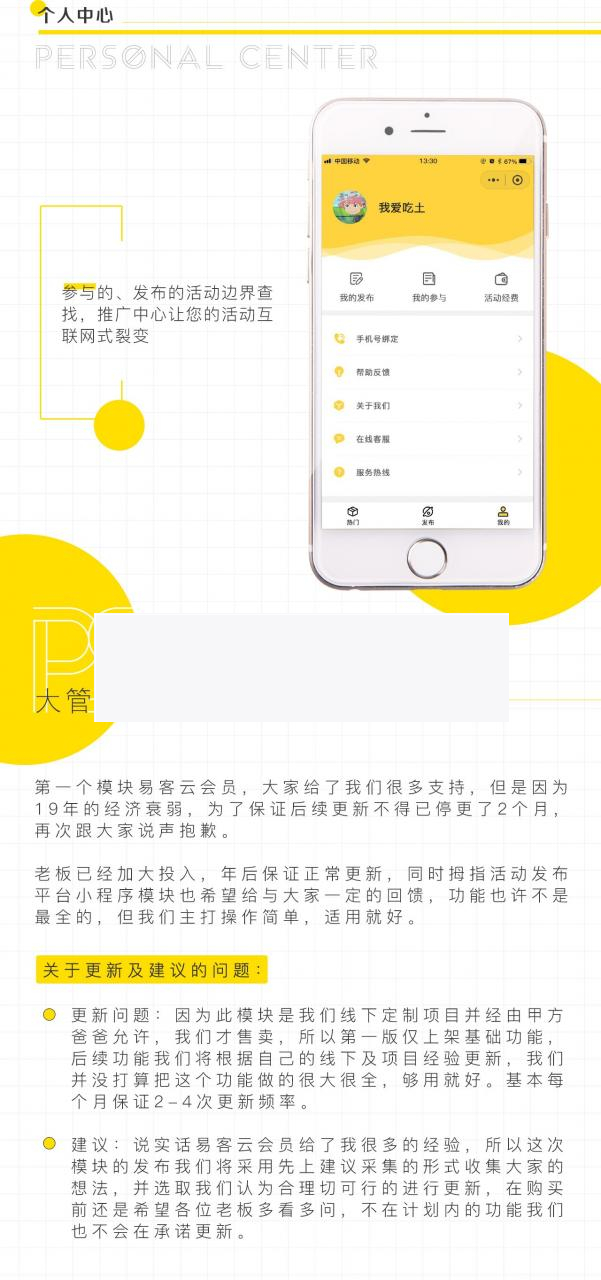 个人中心
PERSONAL CENTER
中国移动
13:30
67%
我爱吃土
我的发布
我的参与
活动经费
手机号绑定
帮助反馈
关于我们
在线客服
服务热线
热门
发布
我的
参与的、发布的活动边界查
找，推广中心让您的活动互
联网式裂变
PS
大管
第一个模块易客云会员，大家给了我们很多支持，但是因为
19年的经济衰弱，为了保证后续更新不得已停更了2个月，
再次跟大家说声抱歉。
老板已经加大投入，年后保证正常更新，同时拇指活动发布
平台小程序模块也希望给与大家一定的回馈，功能也许不是
最全的，但我们主打操作简单，适用就好。
关于更新及建议的问题：
更新问题：因为此模块是我们线下定制项目并经由甲方
爸爸允许，我们才售卖，所以第一版仅上架基础功能，
后续功能我们将根据自己的线下及项目经验更新，我们
并没打算把这个功能做的很大很全，够用就好。基本每
个月保证2-4次更新频率。
建议：说实话易客云会员给了我很多的经验，所以这次
模块的发布我们将采用先上建议采集的形式收集大家的
想法，并选取我们认为合理切可行的进行更新，在购买
前还是希望各位老板多看多问，不在计划内的功能我们
也不会在承诺更新。